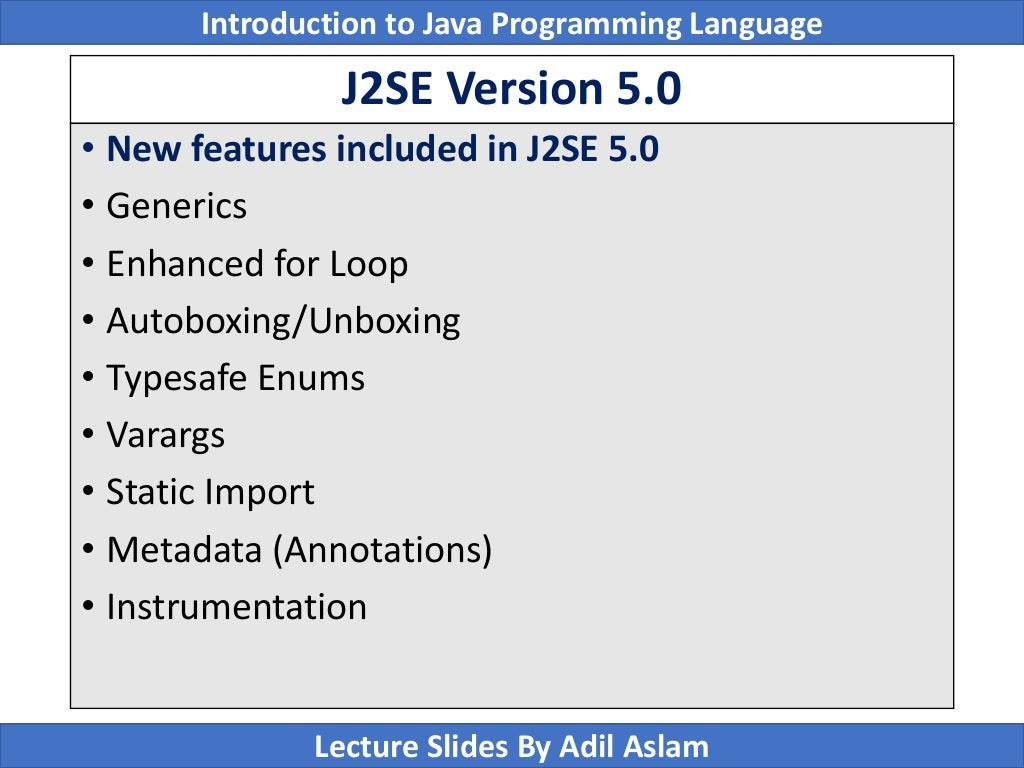 Introduction to Java Programming Language
J2SE Version 5.0
• New features included in J2SE 5.0
• Generics
• Enhanced for Loop
• Autoboxing/Unboxing
• Typesafe Enums
• Varargs
• Static Import
• Metadata (Annotations)
• Instrumentation
Lecture Slides By Adil Aslam